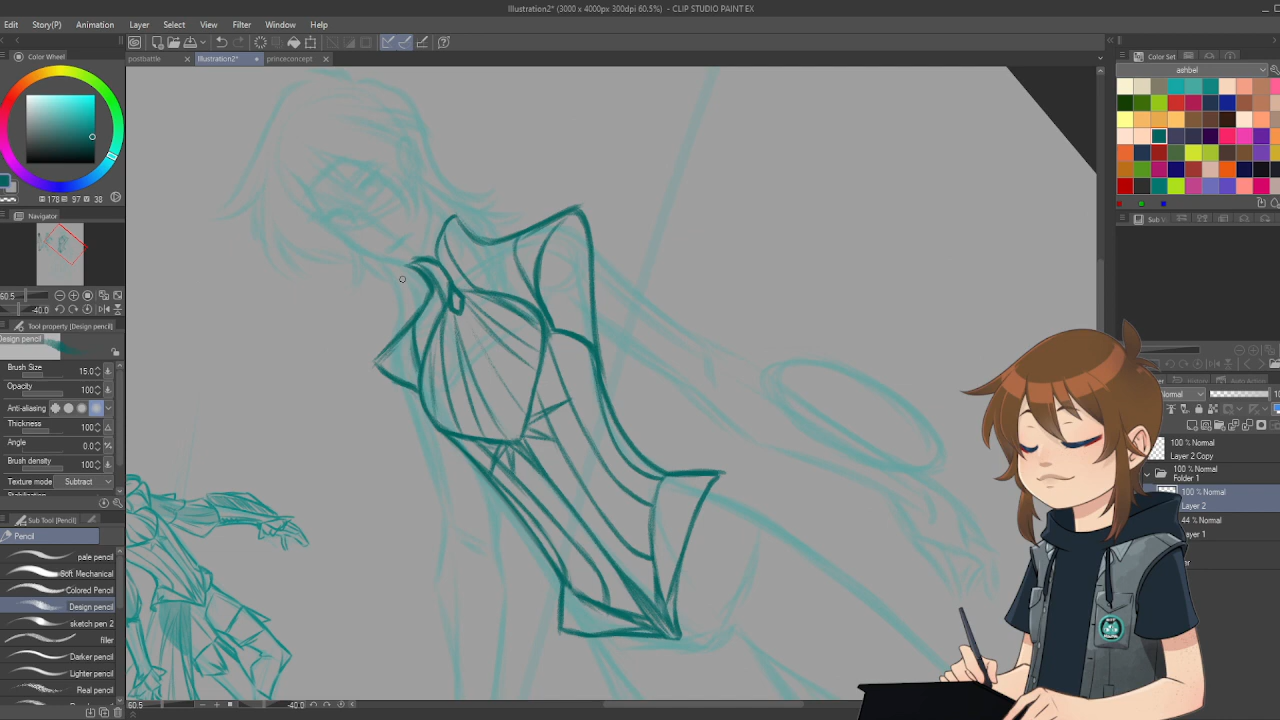 Illustration2* (3000 x 4000px 300dpi 60.5%) - CLIP STUDIO PAINT EX
Edit Story(P) Animation Layer Select View Filter Window Help
postbattle Illustration2* princeconcept
Color Wheel
178 97 38
Navigator
60.5
-40.0
Tool property [Design pencil]
Design pencil
Brush Size 15.0
Opacity 100
Anti-aliasing
Thickness 100
Angle 0.0
Brush density 100
Texture mode Subtract
Sub Tool [Pencil]
Pencil
pale pencil
Soft Mechanical
Colored Pencil
Design pencil
sketch pen 2
filler
Darker pencil
Lighter pencil
Real pencil
60.5 -40.0
Color Set
ashbel
Sub V
History Auto Action
100 % Normal
Layer 2 Copy
100 % Normal
Folder 1
100 % Normal
Layer 2
44 % Normal